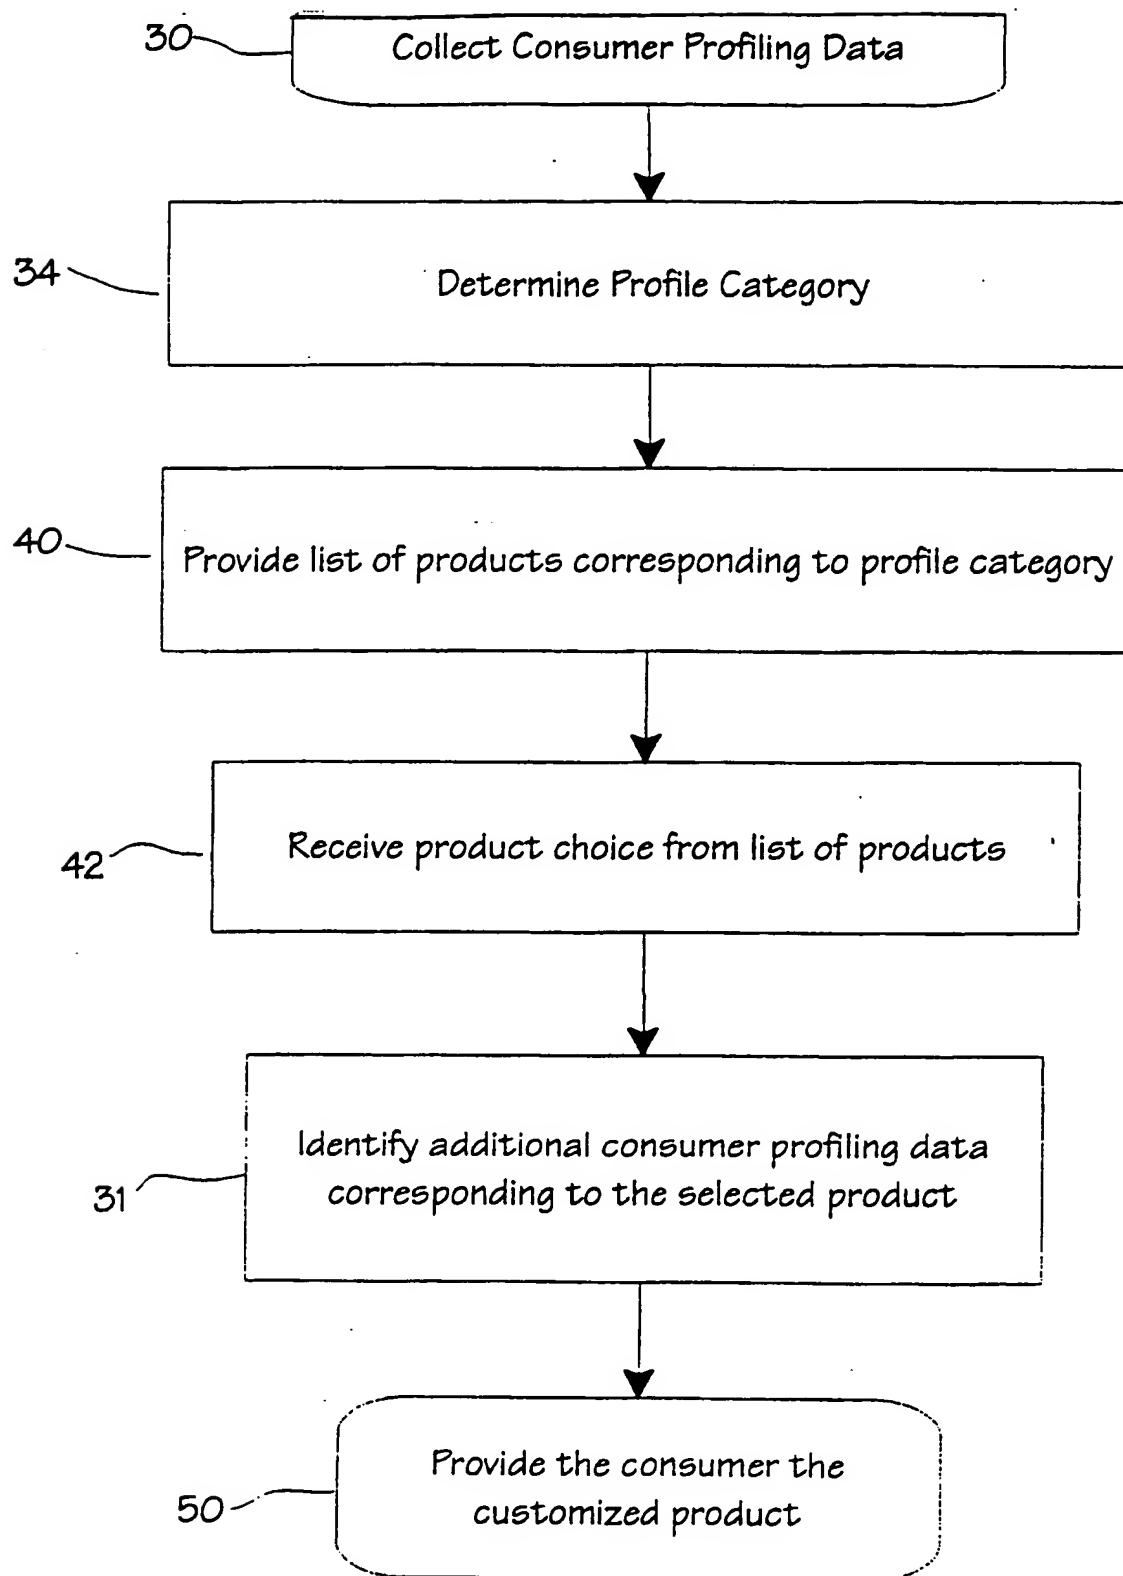 30
Collect Consumer Profiling Data
34
Determine Profile Category
40
Provide list of products corresponding to profile category
42
Receive product choice from list of products
31
Identify additional consumer profiling data
corresponding to the selected product
50
Provide the consumer the
customized product